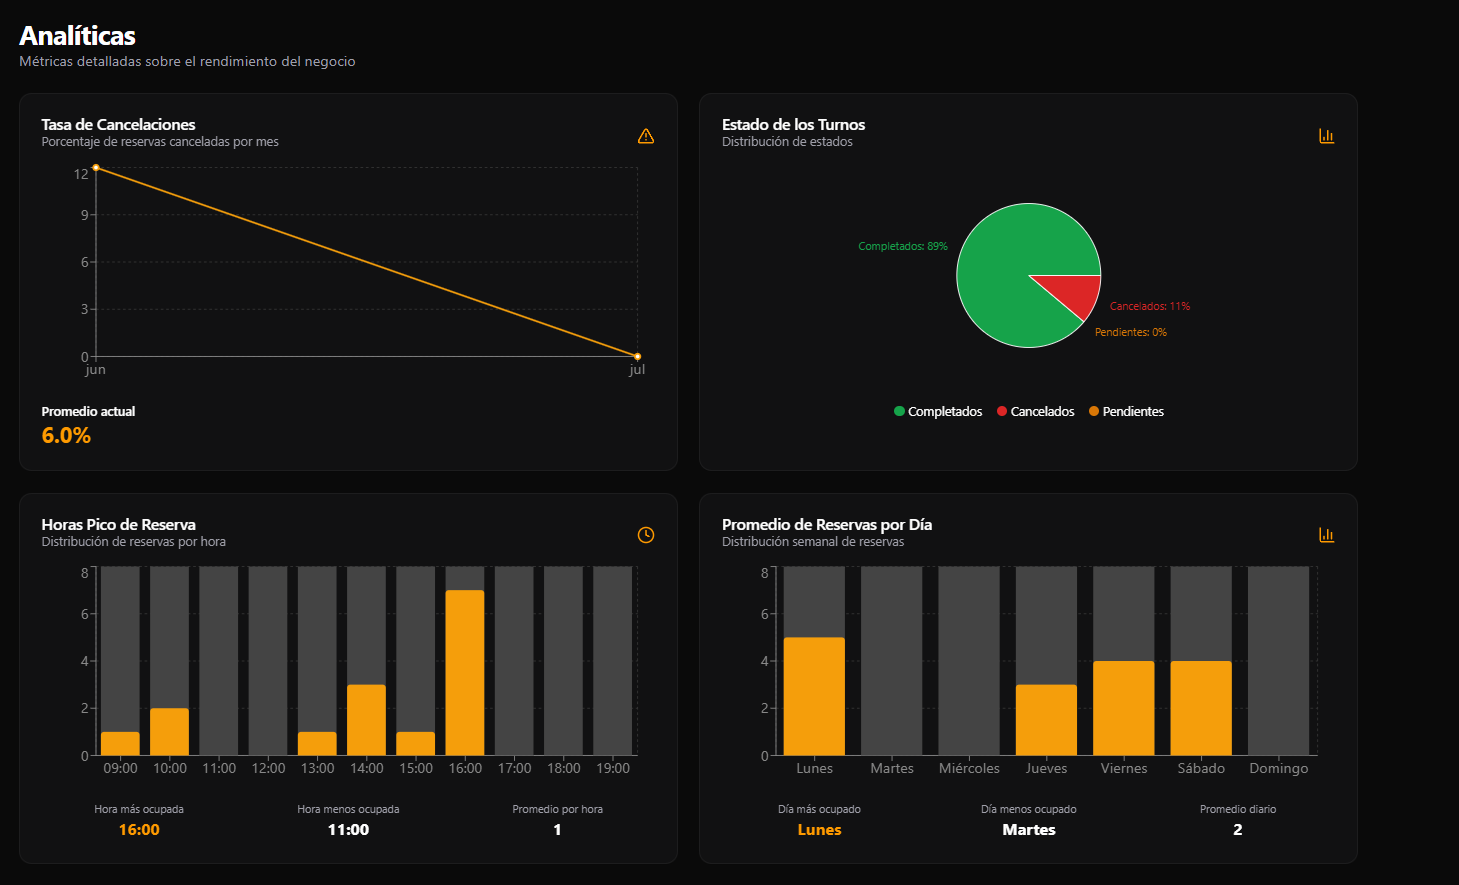 Analíticas
Métricas detalladas sobre el rendimiento del negocio
Tasa de Cancelaciones
Porcentaje de reservas canceladas por mes
12
9
6
3
0
jun jul
Promedio actual
6.0%
Estado de los Turnos
Distribución de estados
Completados: 89%
Cancelados: 11%
Pendientes: 0%
Completados Cancelados Pendientes
Horas Pico de Reserva
Distribución de reservas por hora
8
6
4
2
0
09:00 10:00 11:00 12:00 13:00 14:00 15:00 16:00 17:00 18:00 19:00
Hora más ocupada Hora menos ocupada Promedio por hora
16:00 11:00 1
Promedio de Reservas por Día
Distribución semanal de reservas
8
6
4
2
0
Lunes Martes Miércoles Jueves Viernes Sábado Domingo
Día más ocupado Día menos ocupado Promedio diario
Lunes Martes 2